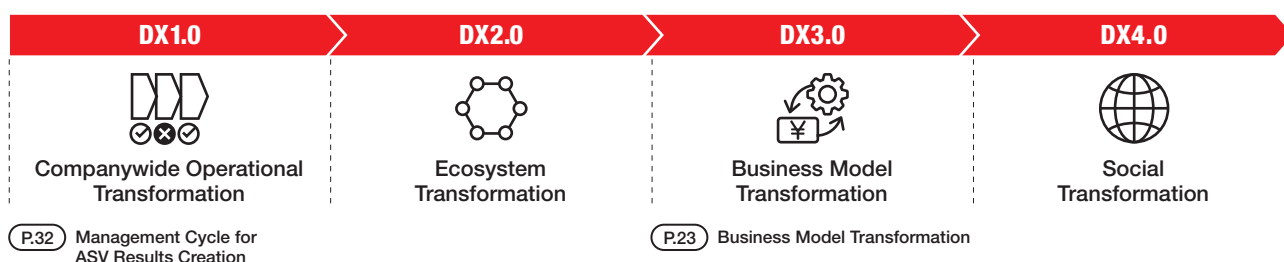 DX1.0
DX2.0
DX3.0
DX4.0
¥
Companywide Operational
Transformation
Ecosystem
Transformation
Business Model
Transformation
Social
Transformation
P.32 Management Cycle for
ASV Results Creation
P.23 Business Model Transformation